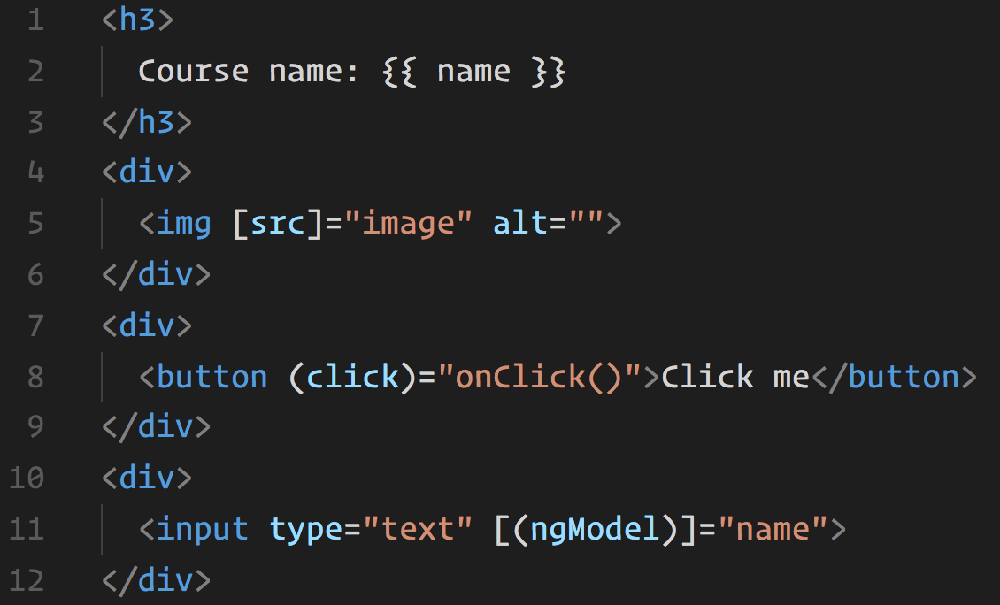 1 <h3>
2 Course name: {{ name }}
3 </h3>
4 <div>
5 <img [src]="image" alt="">
6 </div>
7 <div>
8 <button (click)="onClick()">Click me</button>
9 </div>
10 <div>
11 <input type="text" [(ngModel)]="name">
12 </div>